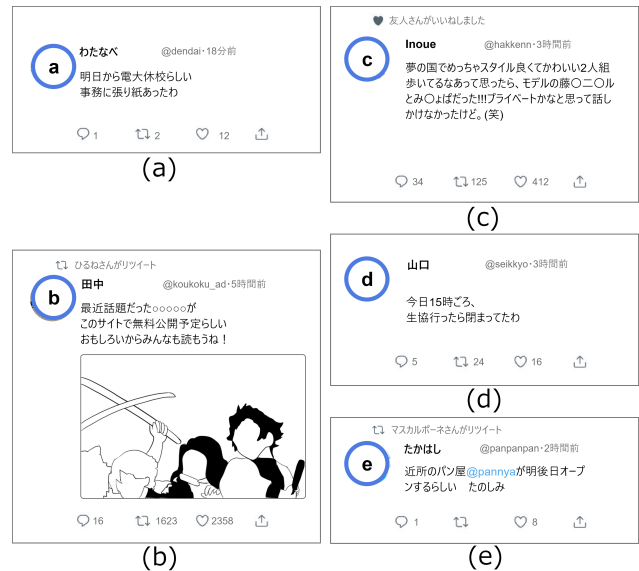 a
わたなべ @dendai・18分前
明日から電大休校らしい
事務に張り紙あったわ
1 2 12
(a)
ひるねさんがリツイート
b
田中 @koukoku_ad・5時間前
最近話題だった○○○○○が
このサイトで無料公開予定らしい
おもしろいからみんなも読もうね！
16 1623 2358
(b)
友人さんがいいねしました
c
Inoue @hakkenn・3時間前
夢の国でめっちゃスタイル良くてかわいい2人組
歩いてるなあって思ったら、モデルの藤〇二〇ル
とみ〇ょぱだった!!!プライベートかなと思って話し
かけなかったけど。(笑)
34 125 412
(c)
d
山口 @seikkyo・3時間前
今日15時ごろ、
生協行ったら閉まってたわ
5 24 16
(d)
マスカルポーネさんがリツイート
e
たかはし @panpanpan・2時間前
近所のパン屋@pannyaが明後日オープ
ンするらしい　たのしみ
1 8
(e)